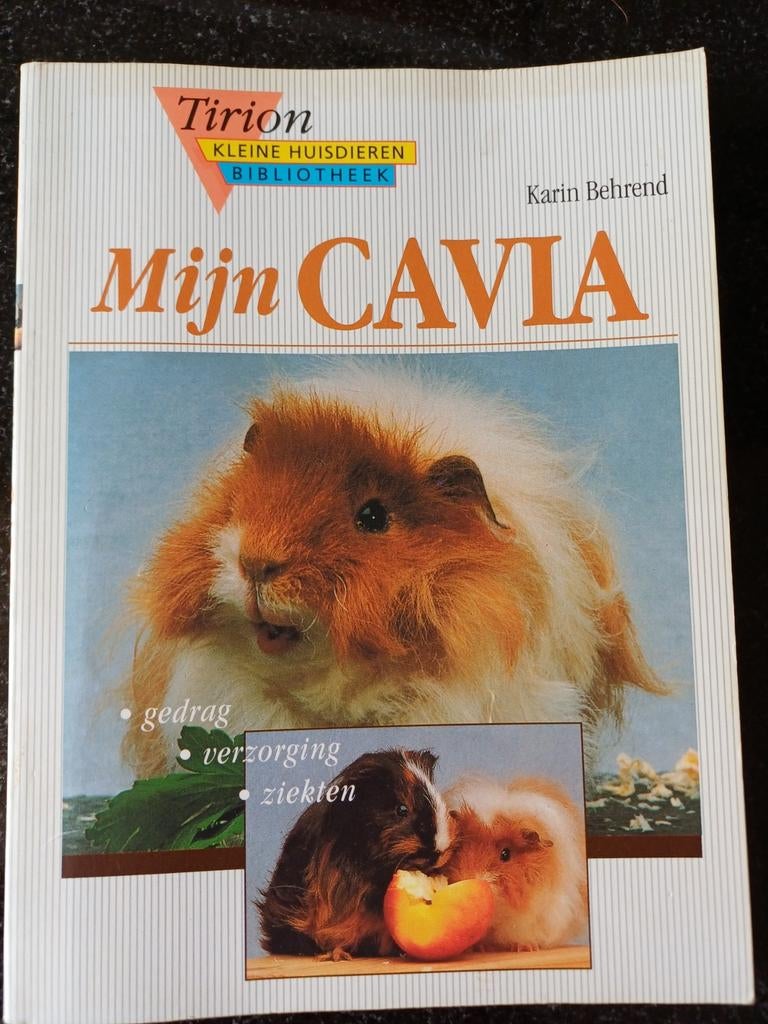 Tirion
KLEINE HUISDIEREN
BIBLIOTHEEK
Karin Behrend
Mijn CAVIA
• gedrag
• verzorging
• ziekten